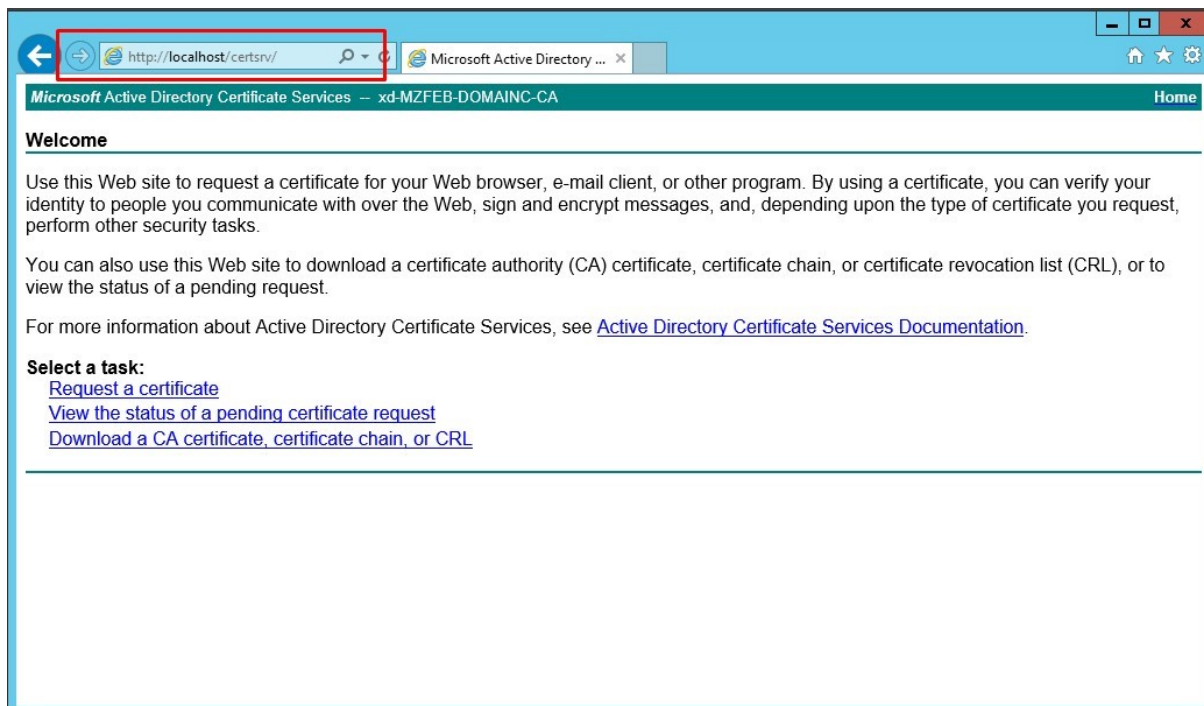 http://localhost/certsrv/
Microsoft Active Directory ...
Microsoft Active Directory Certificate Services -- xd-MZFEB-DOMAINC-CA
Home
Welcome
Use this Web site to request a certificate for your Web browser, e-mail client, or other program. By using a certificate, you can verify your
identity to people you communicate with over the Web, sign and encrypt messages, and, depending upon the type of certificate you request,
perform other security tasks.
You can also use this Web site to download a certificate authority (CA) certificate, certificate chain, or certificate revocation list (CRL), or to
view the status of a pending request.
For more information about Active Directory Certificate Services, see Active Directory Certificate Services Documentation.
Select a task:
Request a certificate
View the status of a pending certificate request
Download a CA certificate, certificate chain, or CRL